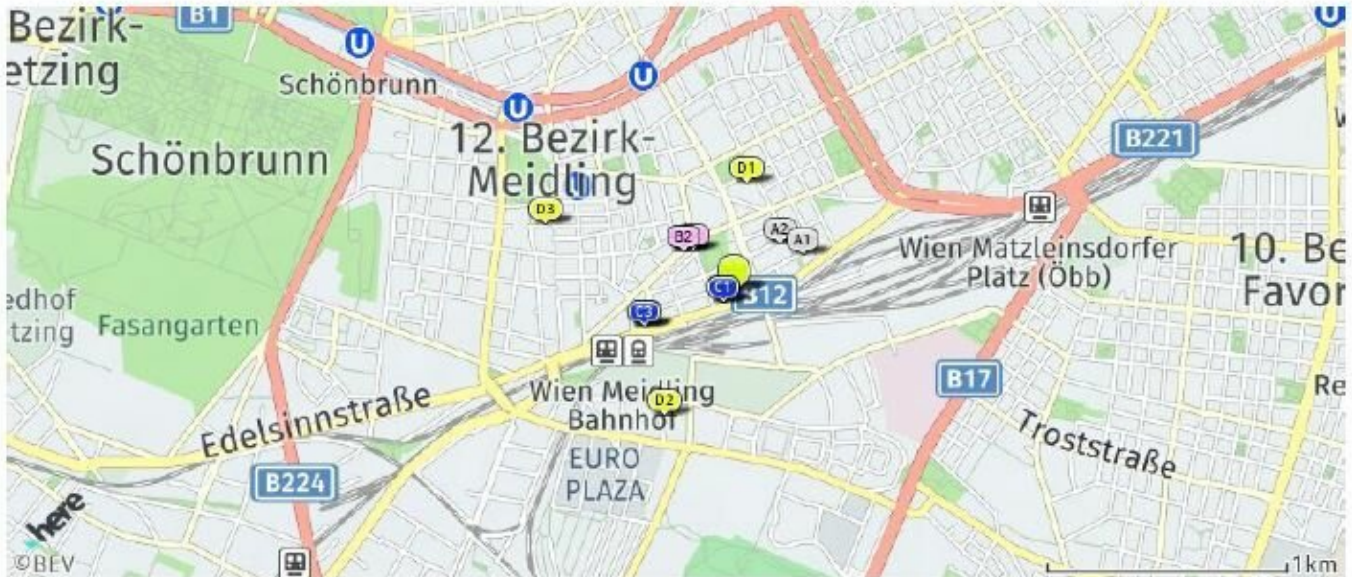 Bezirk-
etzing
B1
U
U
U
U
Schönbrunn
12. Bezirk-
Meidling
Schönbrunn
B221
D1
D3
B2
A2
A1
Wien Matzleinsdorfer
Platz (Öbb)
10. Be
Favor
C1
B12
C3
edhof
tzing
Fasangarten
Wien Meidling
Bahnhof
D2
B17
Re
Edelsinnstraße
Troststraße
EURO
PLAZA
B224
here
©BEV
1km